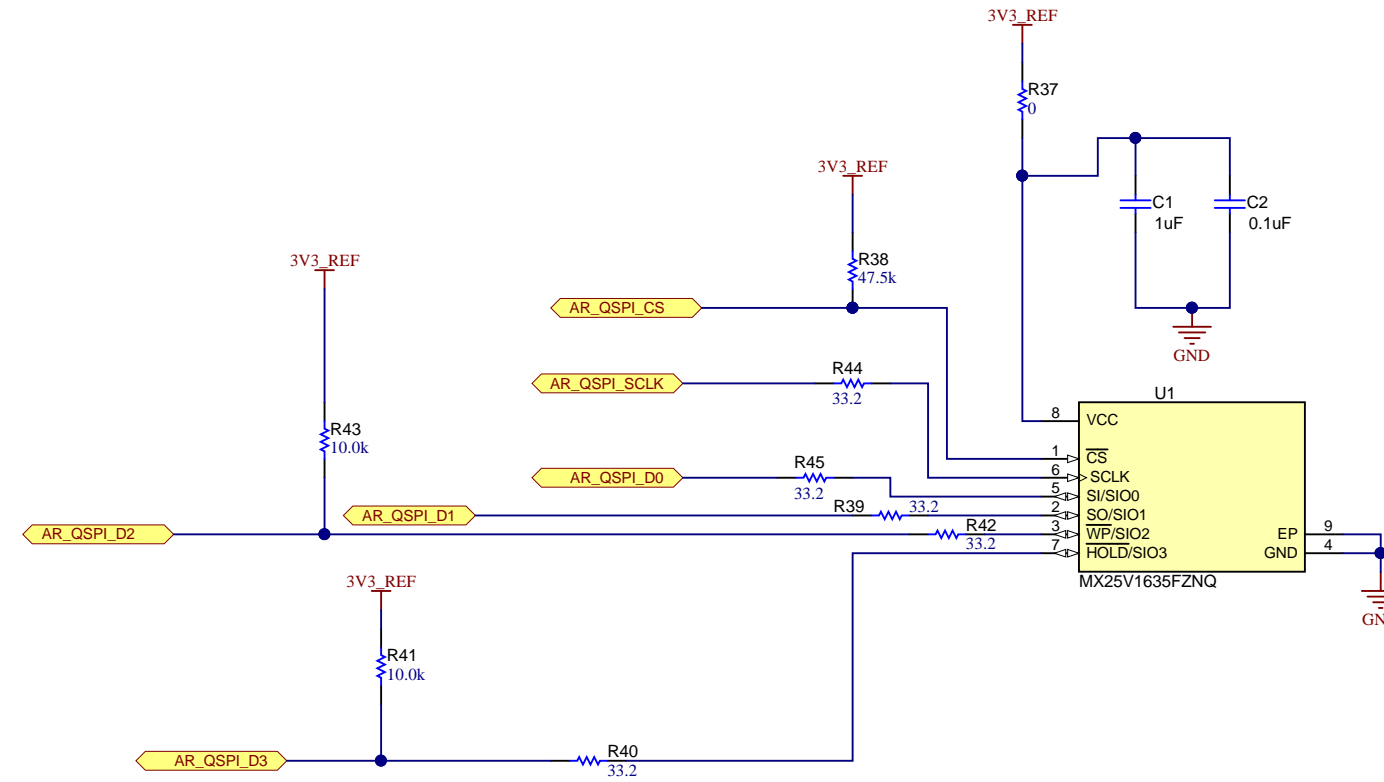 3V3_REF
R37
0
C1
1uF
C2
0.1uF
GND
3V3_REF
R38
47.5k
AR_QSPI_CS
3V3_REF
R43
10.0k
AR_QSPI_SCLK
R44
33.2
AR_QSPI_D0
R45
33.2
AR_QSPI_D1
R39
33.2
AR_QSPI_D2
R42
33.2
3V3_REF
R41
10.0k
AR_QSPI_D3
R40
33.2
U1
8 VCC
1 CS
6 SCLK
5 SI/SIO0
2 SO/SIO1
3 WP/SIO2
7 HOLD/SIO3
EP 9
GND 4
MX25V1635FZNQ
GN